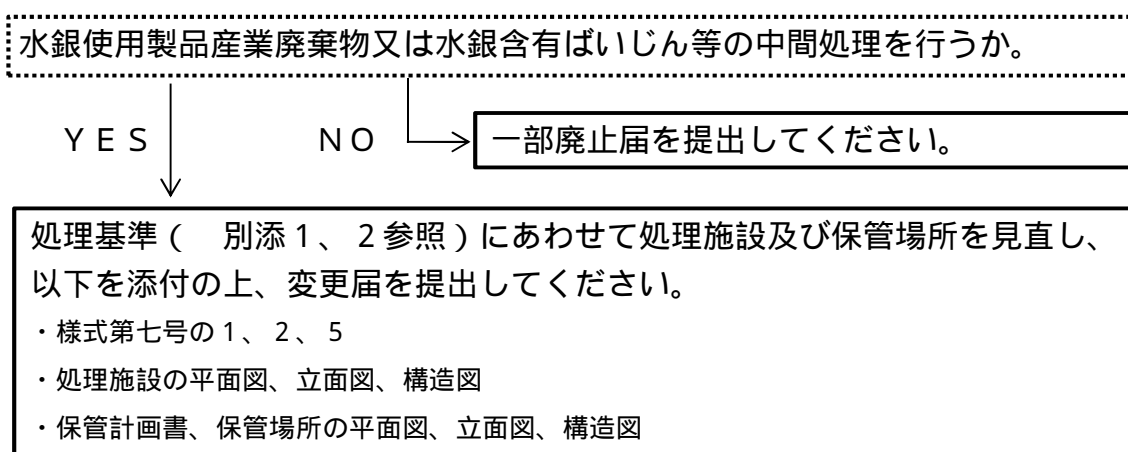 水銀使用製品産業廃棄物又は水銀含有ばいじん等の中間処理を行うか。
ＹＥＳ
ＮＯ
一部廃止届を提出してください。
処理基準（　別添１、２参照）にあわせて処理施設及び保管場所を見直し、
以下を添付の上、変更届を提出してください。
・様式第七号の１、２、５
・処理施設の平面図、立面図、構造図
・保管計画書、保管場所の平面図、立面図、構造図